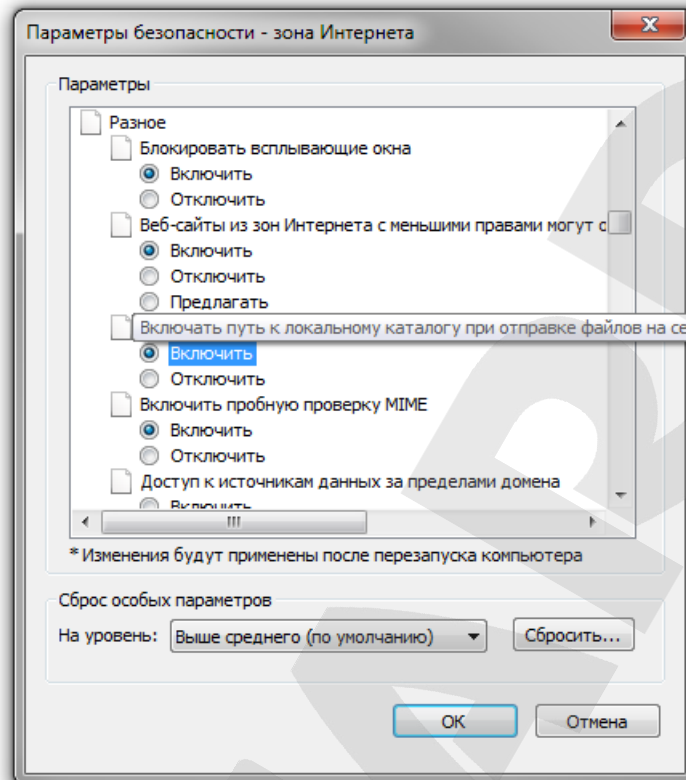 Параметры безопасности - зона Интернета
Параметры
Разное
Блокировать всплывающие окна
Включить
Отключить
Веб-сайты из зон Интернета с меньшими правами могут о
Включить
Отключить
Предлагать
Включать путь к локальному каталогу при отправке файлов на се
Включить
Отключить
Включить пробную проверку MIME
Включить
Отключить
Доступ к источникам данных за пределами домена
Включить
* Изменения будут применены после перезапуска компьютера
Сброс особых параметров
На уровень: Выше среднего (по умолчанию) Сбросить...
OK Отмена